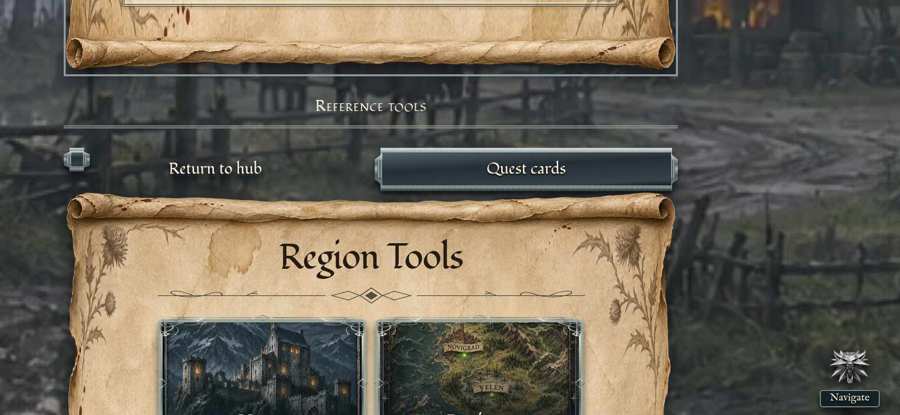 Reference tools
Return to hub
Quest cards
Region Tools
NOVIGRAD
VELEN
Navigate